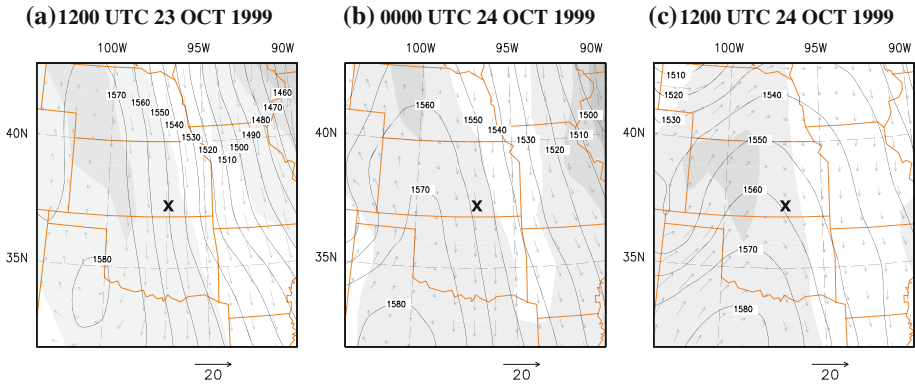 (a) 1200 UTC 23 OCT 1999
(b) 0000 UTC 24 OCT 1999
(c) 1200 UTC 24 OCT 1999
100W 95W 90W
100W 95W 90W
100W 95W 90W
40N
35N
1570
1560
1550
1540
1530
1520
1510
1500
1490
1480
1470
1460
1580
X
20
40N
35N
1560
1550
1540
1530
1520
1510
1500
1570
1580
X
20
40N
35N
1510
1520
1530
1540
1550
1560
1570
1580
X
20